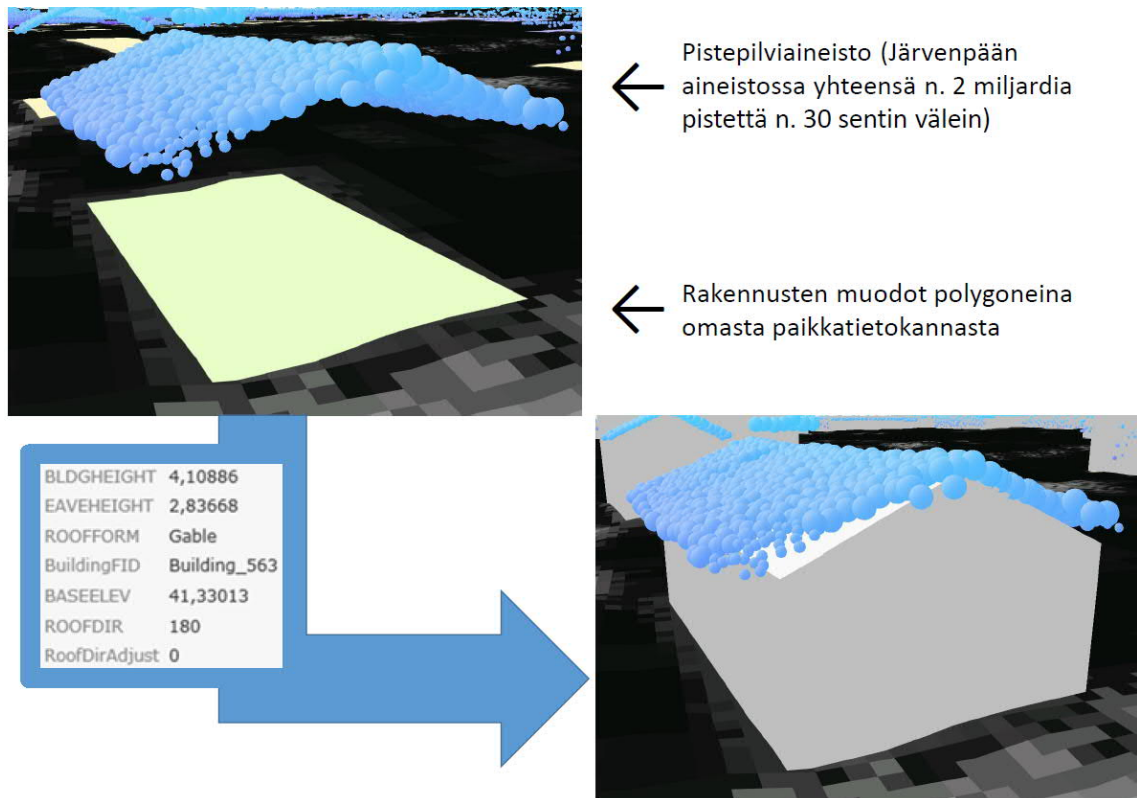 Pistepilviaineisto (Järvenpään
aineistossa yhteensä n. 2 miljardia
pistettä n. 30 sentin välein)
Rakennusten muodot polygoneina
omasta paikkatietokannasta
BLDGHEIGHT 4,10886
EAVEHEIGHT 2,83668
ROOFFORM Gable
BuildingFID Building_563
BASEELEV 41,33013
ROOFDIR 180
RoofDirAdjust 0